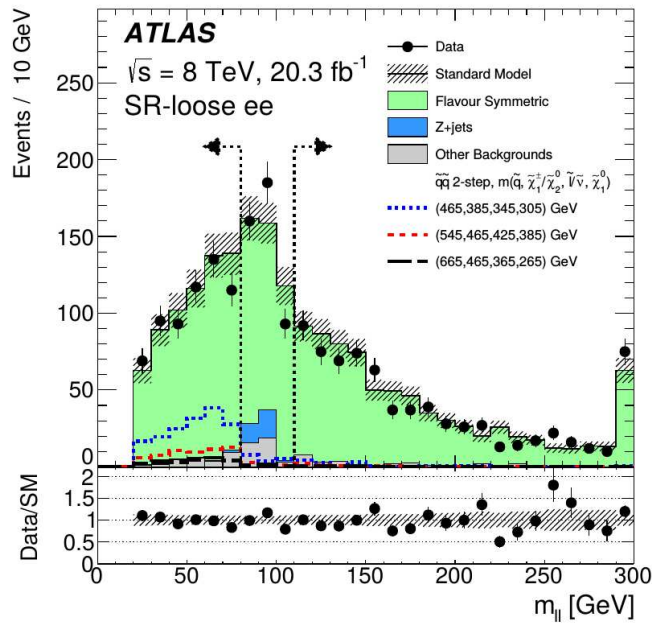 ATLAS
√s = 8 TeV, 20.3 fb⁻¹
SR-loose ee
Data
Standard Model
Flavour Symmetric
Z+jets
Other Backgrounds
q̃q̃ 2-step, m(q̃, χ̃₁±/χ̃₂⁰, l̃/ν̃, χ̃₁⁰)
(465,385,345,305) GeV
(545,465,425,385) GeV
(665,465,365,265) GeV
Events / 10 GeV
250
200
150
100
50
0
Data/SM
2
1.5
1
0.5
0
0 50 100 150 200 250 300
m_ll [GeV]